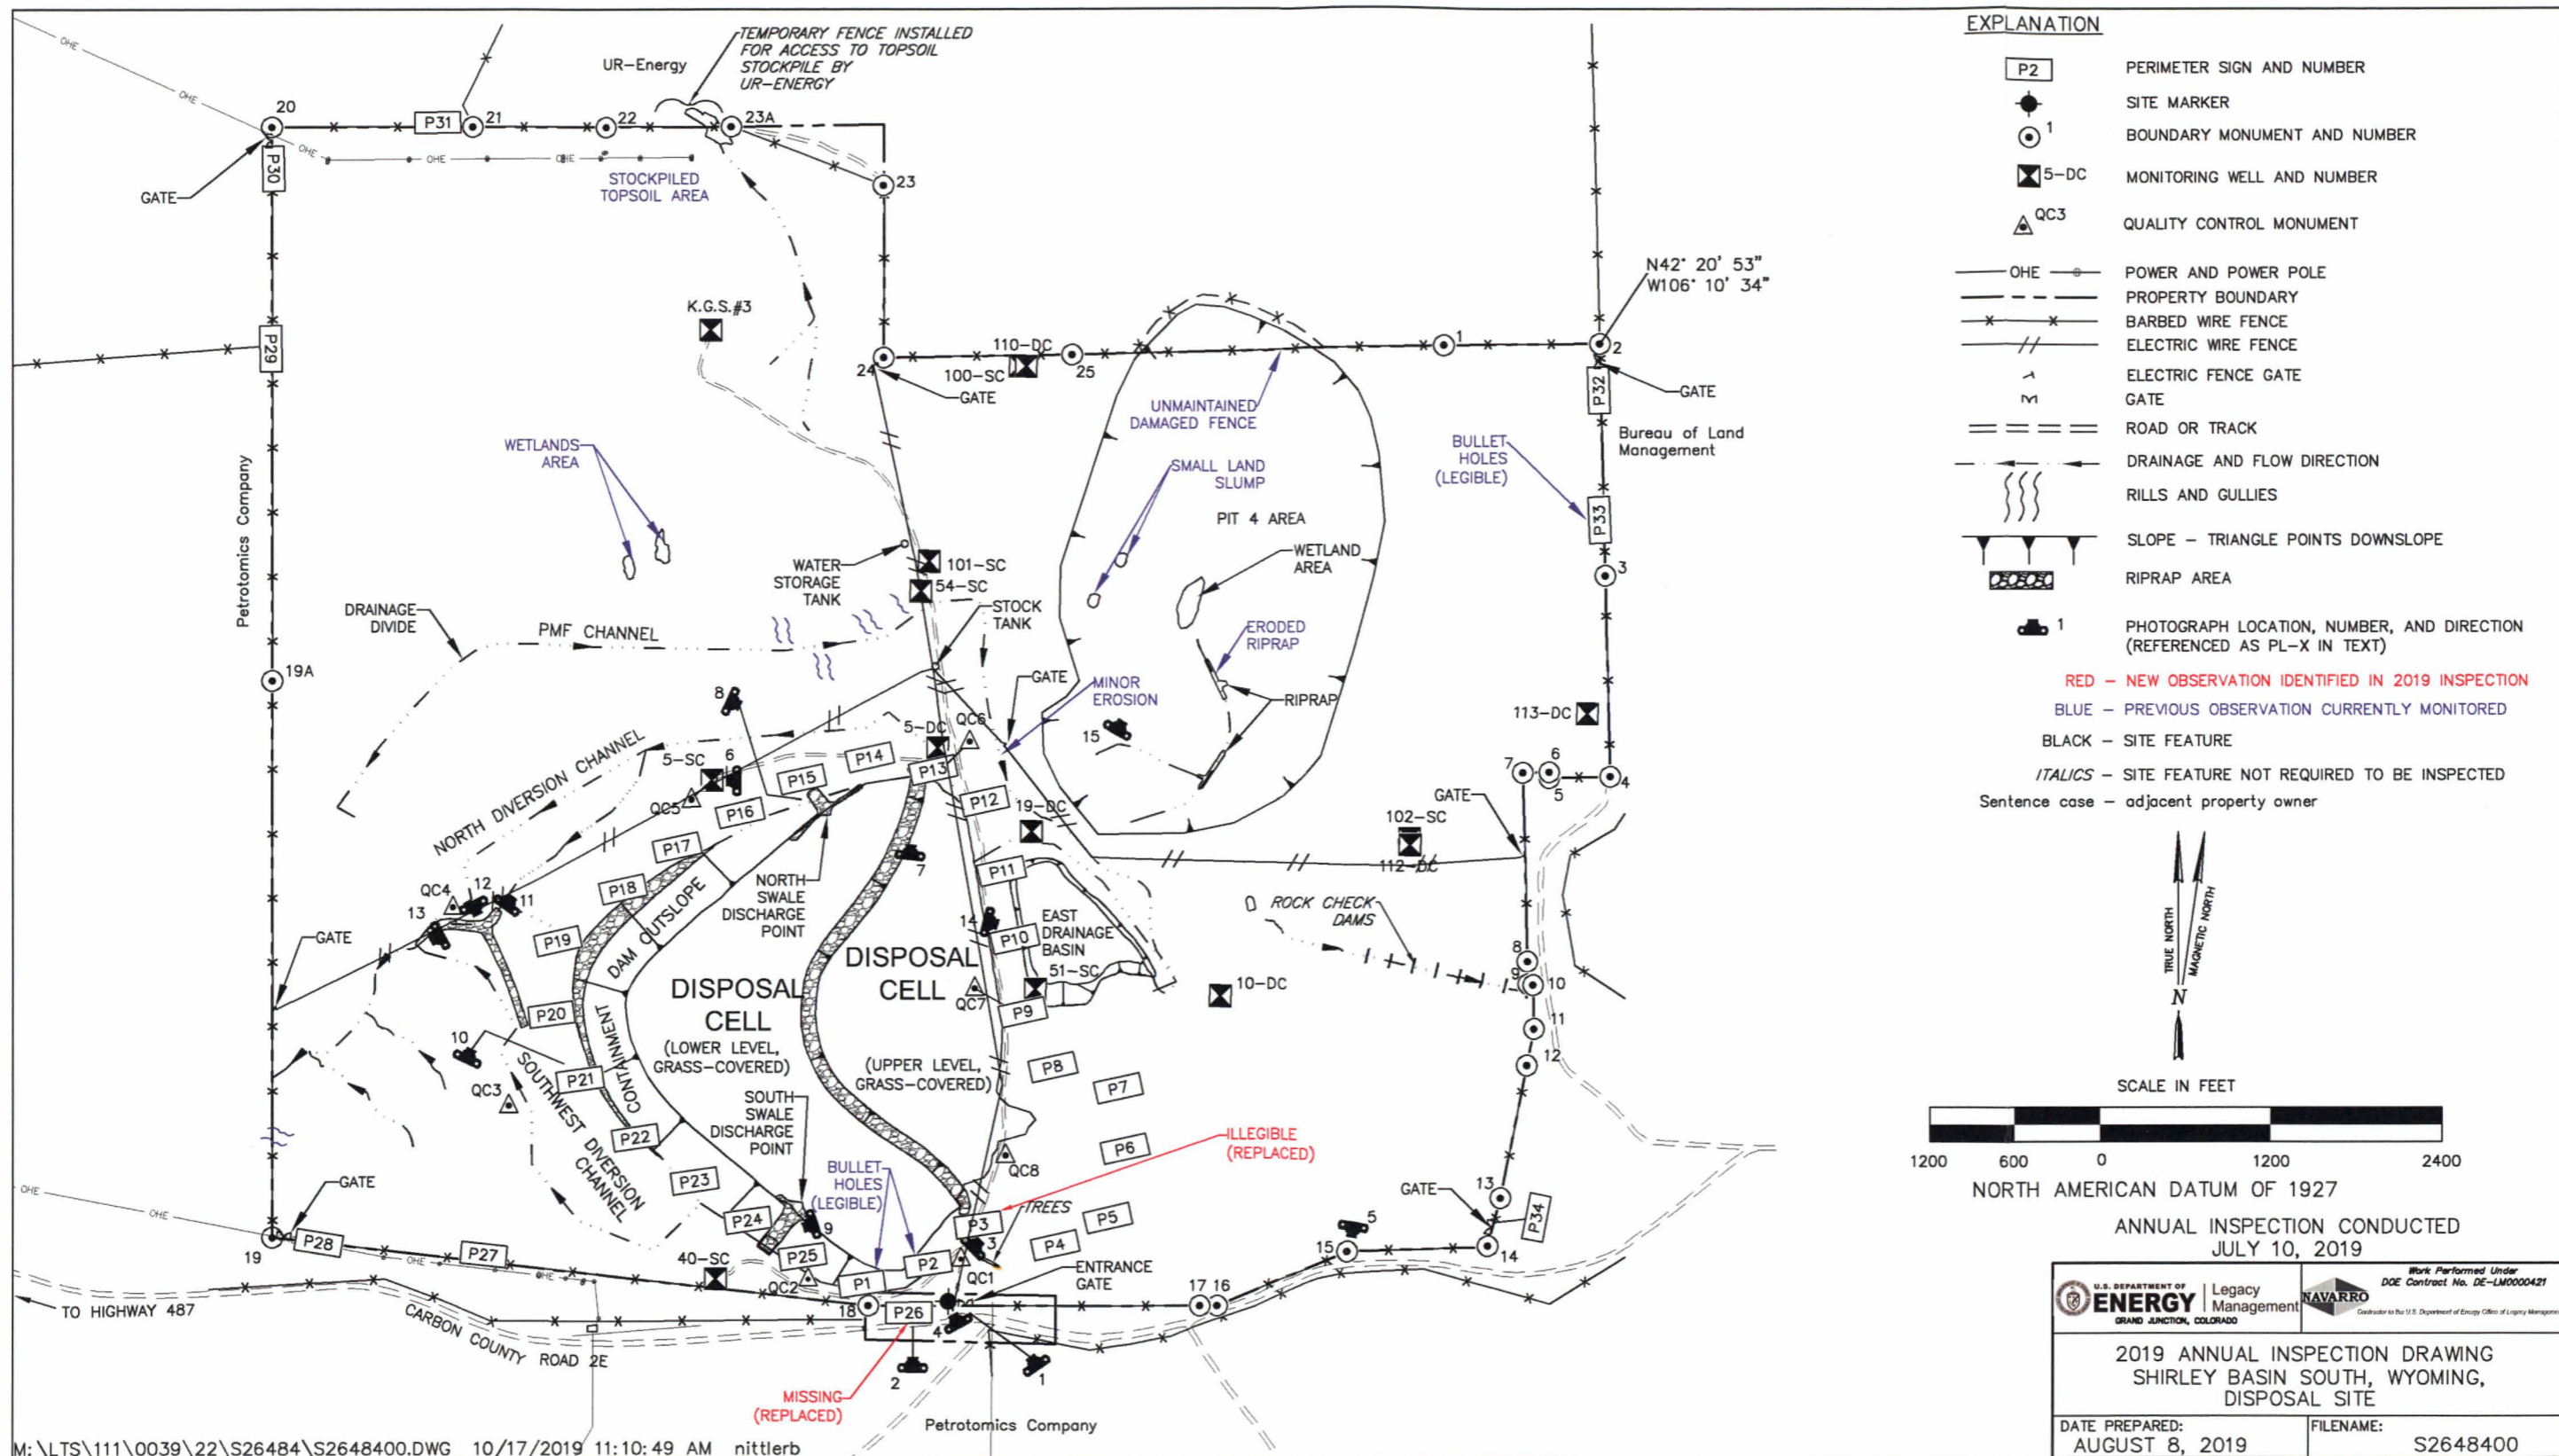 TEMPORARY FENCE INSTALLED
FOR ACCESS TO TOPSOIL
STOCKPILE BY
UR-ENERGY
UR-Energy
OHE
OHE
20
P31
21
22
23A
OHE
OHE
OHE
P30
GATE
STOCKPILED
TOPSOIL AREA
23
K.G.S.#3
P29
24
GATE
110-DC
100-SC
25
1
2
N42° 20' 53"
W106° 10' 34"
GATE
P32
Bureau of Land
Management
UNMAINTAINED
DAMAGED FENCE
BULLET
HOLES
(LEGIBLE)
P33
WETLANDS
AREA
SMALL LAND
SLUMP
PIT 4 AREA
WETLAND
AREA
Petrotomics Company
WATER
STORAGE
TANK
101-SC
54-SC
STOCK
TANK
3
DRAINAGE
DIVIDE
PMF CHANNEL
ERODED
RIPRAP
19A
8
GATE
MINOR
EROSION
RIPRAP
113-DC
15
5-DC
QC6
NORTH DIVERSION CHANNEL
5-SC
6
QC5
P14
P15
P13
P16
P12
7
6
5
4
GATE
19-DC
102-SC
112-DC
P17
P18
P11
7
NORTH
SWALE
DISCHARGE
POINT
QC4
12
11
13
GATE
P19
DAM OUTSLOPE
14
P10
EAST
DRAINAGE
BASIN
ROCK CHECK
DAMS
8
9
10
DISPOSAL
CELL
(LOWER LEVEL,
GRASS-COVERED)
DISPOSAL
CELL
(UPPER LEVEL,
GRASS-COVERED)
QC7
51-SC
10-DC
P9
P20
CONTAINMENT
11
12
10
QC3
P21
P8
P7
SOUTHWEST DIVERSION
CHANNEL
P22
SOUTH
SWALE
DISCHARGE
POINT
P6
QC8
ILLEGIBLE
(REPLACED)
GATE
P23
BULLET
HOLES
(LEGIBLE)
P24
9
P3
TREES
P5
P4
3
GATE
13
P34
14
5
15
OHE
OHE
19
P28
P27
OHE
OHE
40-SC
P25
QC2
P1
P2
QC1
ENTRANCE
GATE
18
P26
4
17
16
TO HIGHWAY 487
CARBON COUNTY ROAD 2E
2
1
MISSING
(REPLACED)
Petrotomics Company
M:\LTS\111\0039\22\S26484\S2648400.DWG 10/17/2019 11:10:49 AM nittlerb
EXPLANATION
P2 PERIMETER SIGN AND NUMBER
SITE MARKER
1 BOUNDARY MONUMENT AND NUMBER
5-DC MONITORING WELL AND NUMBER
QC3 QUALITY CONTROL MONUMENT
OHE POWER AND POWER POLE
PROPERTY BOUNDARY
BARBED WIRE FENCE
ELECTRIC WIRE FENCE
ELECTRIC FENCE GATE
GATE
ROAD OR TRACK
DRAINAGE AND FLOW DIRECTION
RILLS AND GULLIES
SLOPE - TRIANGLE POINTS DOWNSLOPE
RIPRAP AREA
1 PHOTOGRAPH LOCATION, NUMBER, AND DIRECTION
(REFERENCED AS PL-X IN TEXT)
RED - NEW OBSERVATION IDENTIFIED IN 2019 INSPECTION
BLUE - PREVIOUS OBSERVATION CURRENTLY MONITORED
BLACK - SITE FEATURE
ITALICS - SITE FEATURE NOT REQUIRED TO BE INSPECTED
Sentence case - adjacent property owner
TRUE NORTH
MAGNETIC NORTH
N
SCALE IN FEET
1200 600 0 1200 2400
NORTH AMERICAN DATUM OF 1927
ANNUAL INSPECTION CONDUCTED
JULY 10, 2019
U.S. DEPARTMENT OF
ENERGY
Legacy
Management
GRAND JUNCTION, COLORADO
Work Performed Under
DOE Contract No. DE-LM0000421
NAVARRO
Contractor to the U.S. Department of Energy Office of Legacy Management
2019 ANNUAL INSPECTION DRAWING
SHIRLEY BASIN SOUTH, WYOMING,
DISPOSAL SITE
DATE PREPARED:
AUGUST 8, 2019
FILENAME:
S2648400